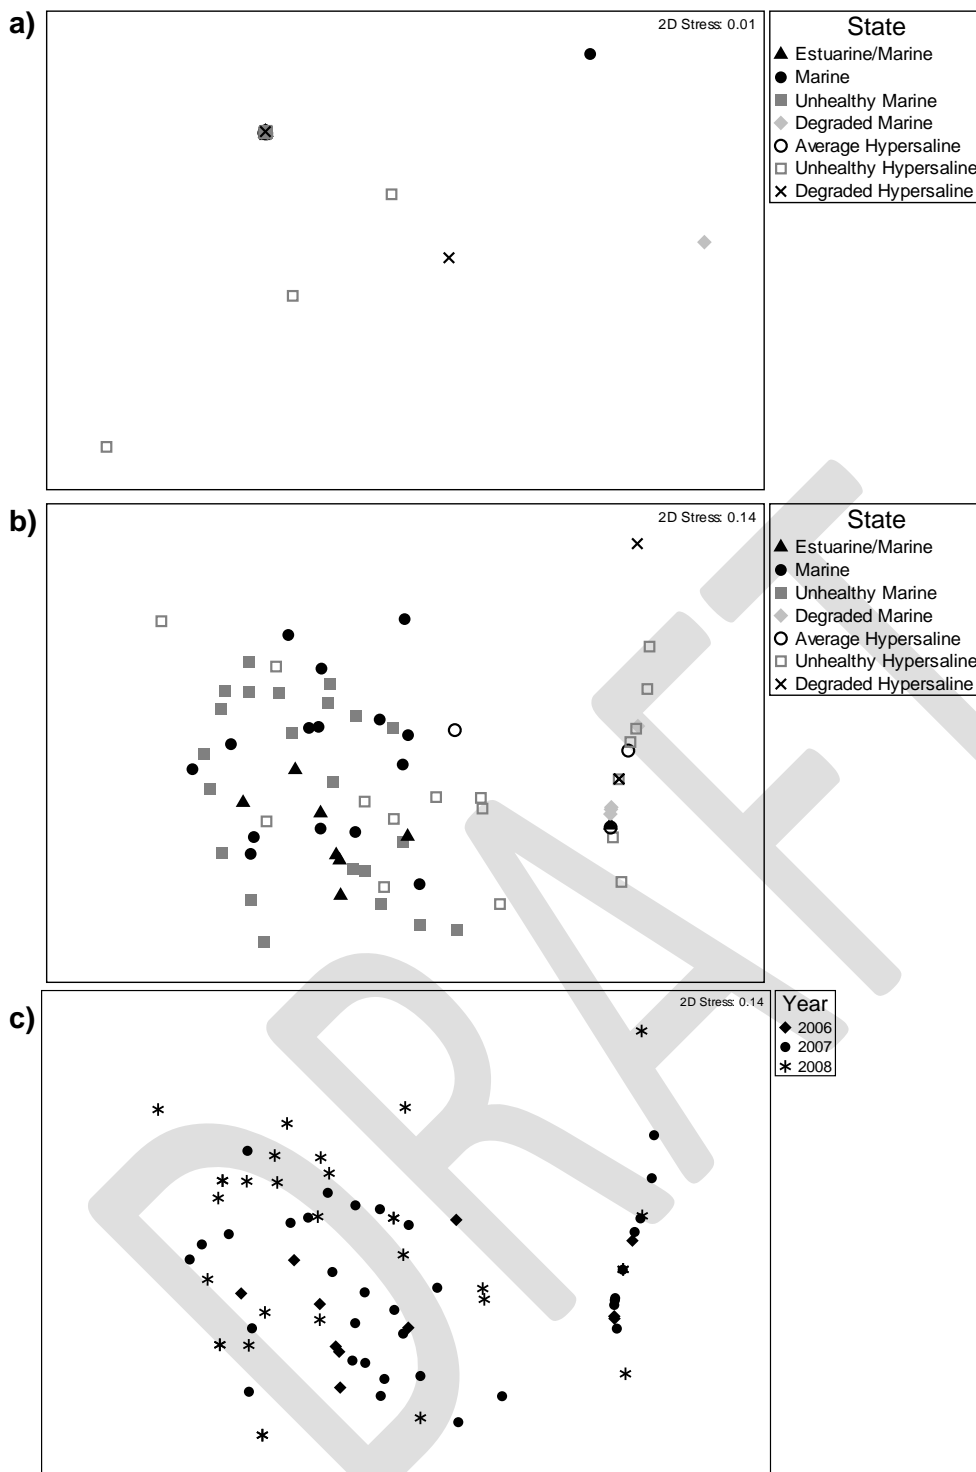 a)
2D Stress: 0.01
State
Estuarine/Marine
Marine
Unhealthy Marine
Degraded Marine
Average Hypersaline
Unhealthy Hypersaline
Degraded Hypersaline
b)
2D Stress: 0.14
State
Estuarine/Marine
Marine
Unhealthy Marine
Degraded Marine
Average Hypersaline
Unhealthy Hypersaline
Degraded Hypersaline
c)
2D Stress: 0.14
Year
2006
2007
2008
DRAFT